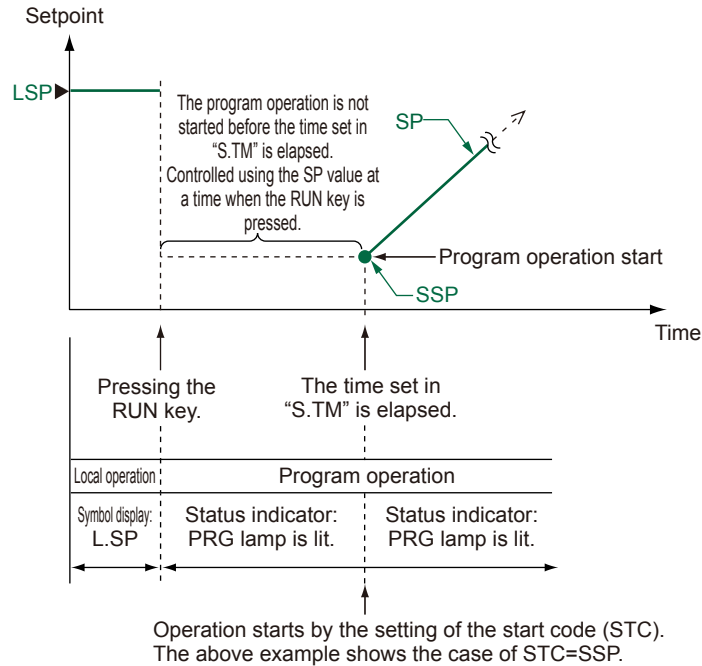 Setpoint
LSP
The program operation is not
started before the time set in
“S.TM” is elapsed.
Controlled using the SP value at
a time when the RUN key is
pressed.
SP
Program operation start
SSP
Time
Pressing the
RUN key.
The time set in
“S.TM” is elapsed.
Local operation
Program operation
Symbol display:
L.SP
Status indicator:
PRG lamp is lit.
Status indicator:
PRG lamp is lit.
Operation starts by the setting of the start code (STC).
The above example shows the case of STC=SSP.